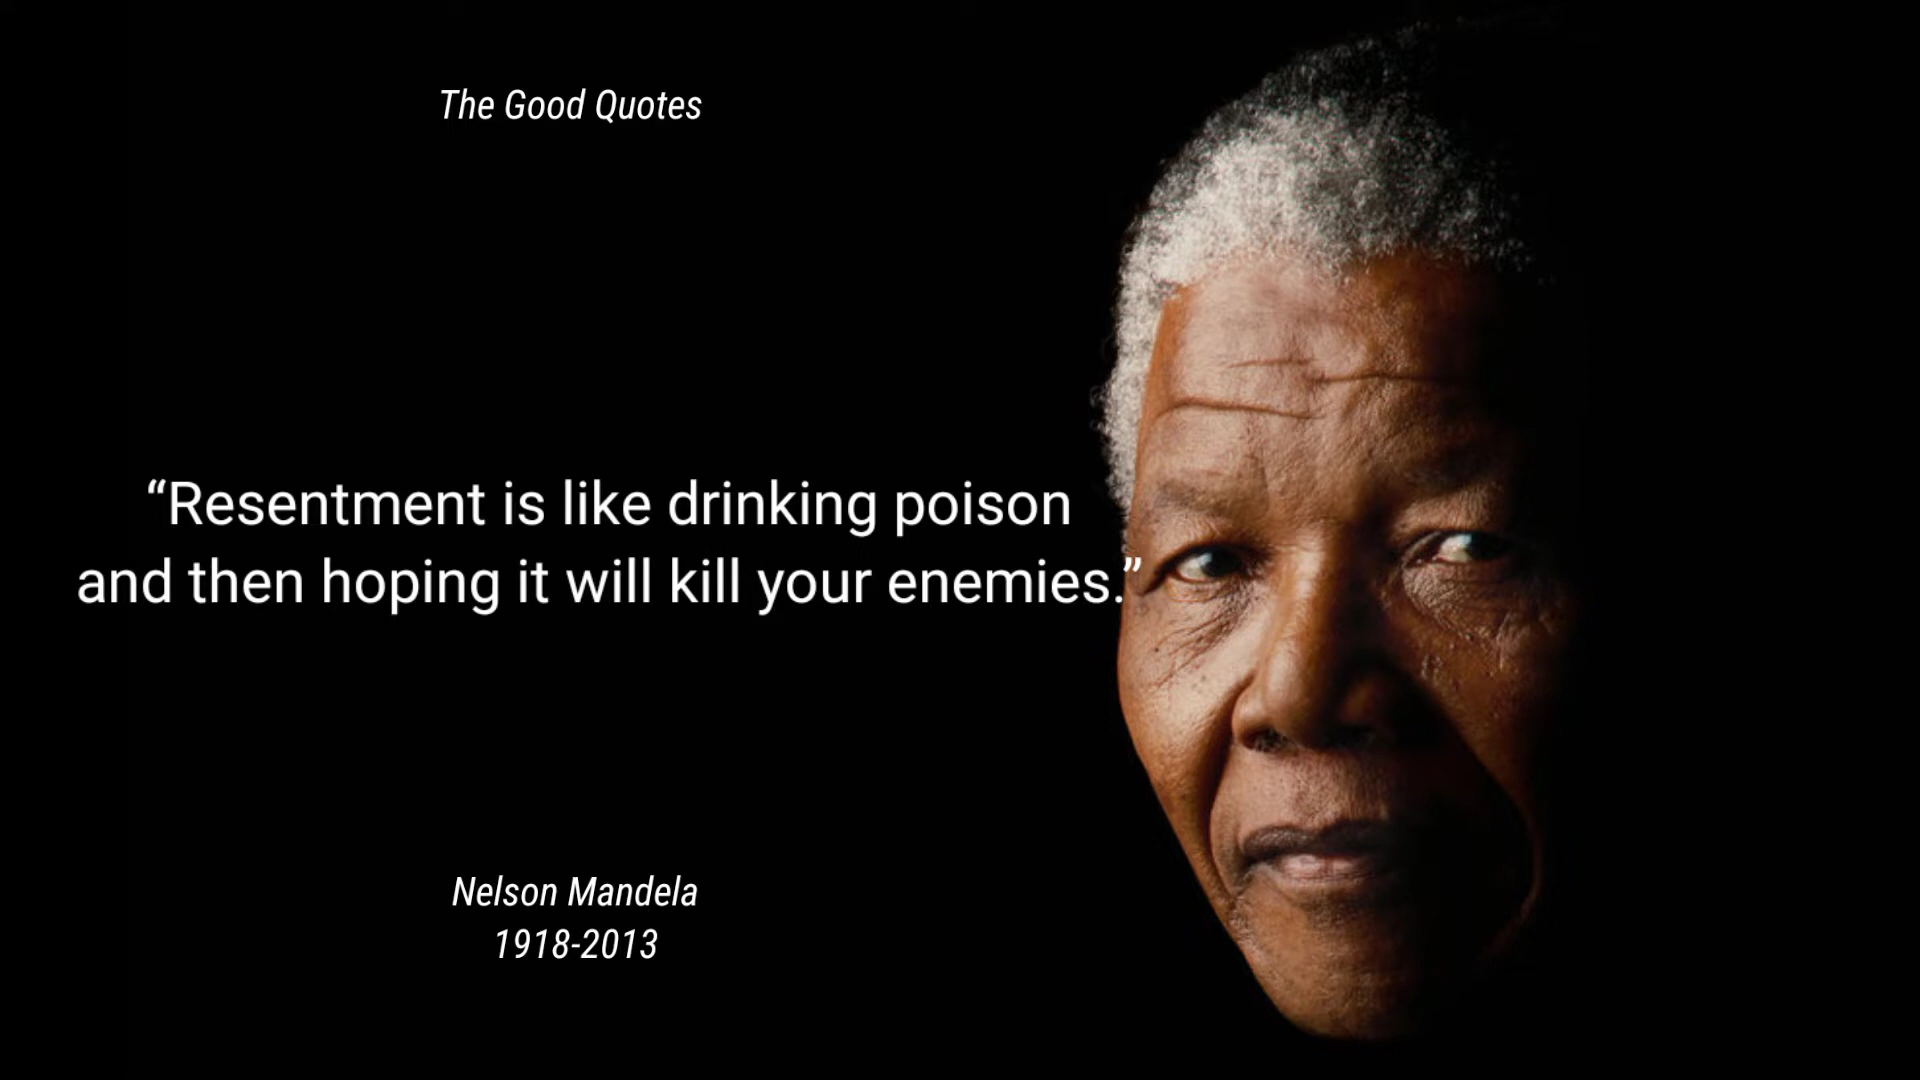 The Good Quotes
“Resentment is like drinking poison
and then hoping it will kill your enemies.”
Nelson Mandela
1918-2013